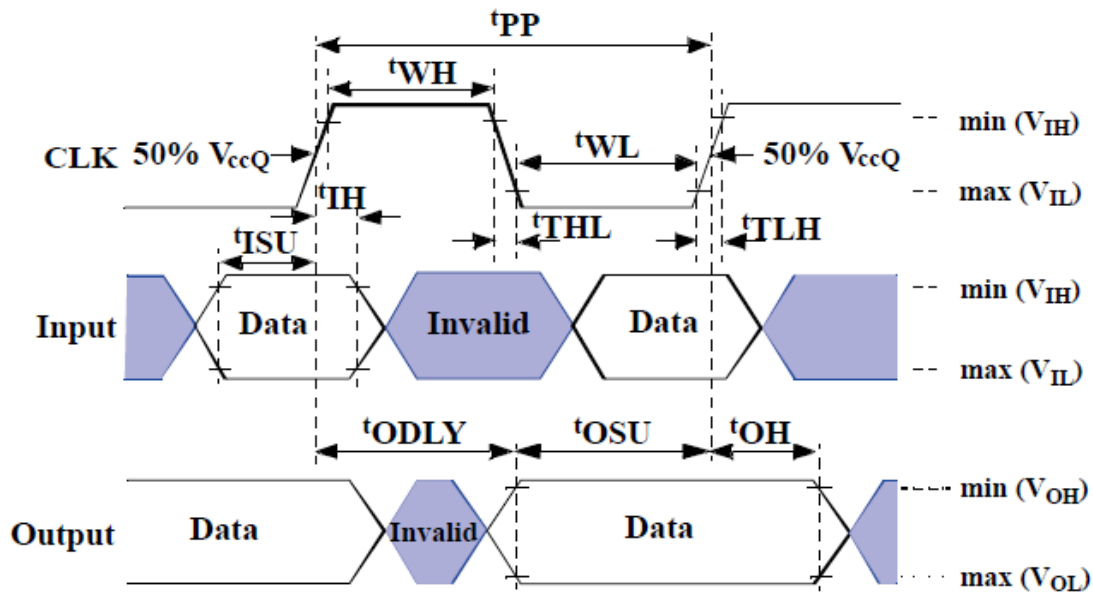 tPP
tWH
min (VIH)
CLK 50% VccQ tWL 50% VccQ
max (VIL)
tIH
tTHL tTLH
tISU
min (VIH)
Input Data Invalid Data
max (VIL)
tODLY tOSU tOH
min (VOH)
Output Data Invalid Data
max (VOL)